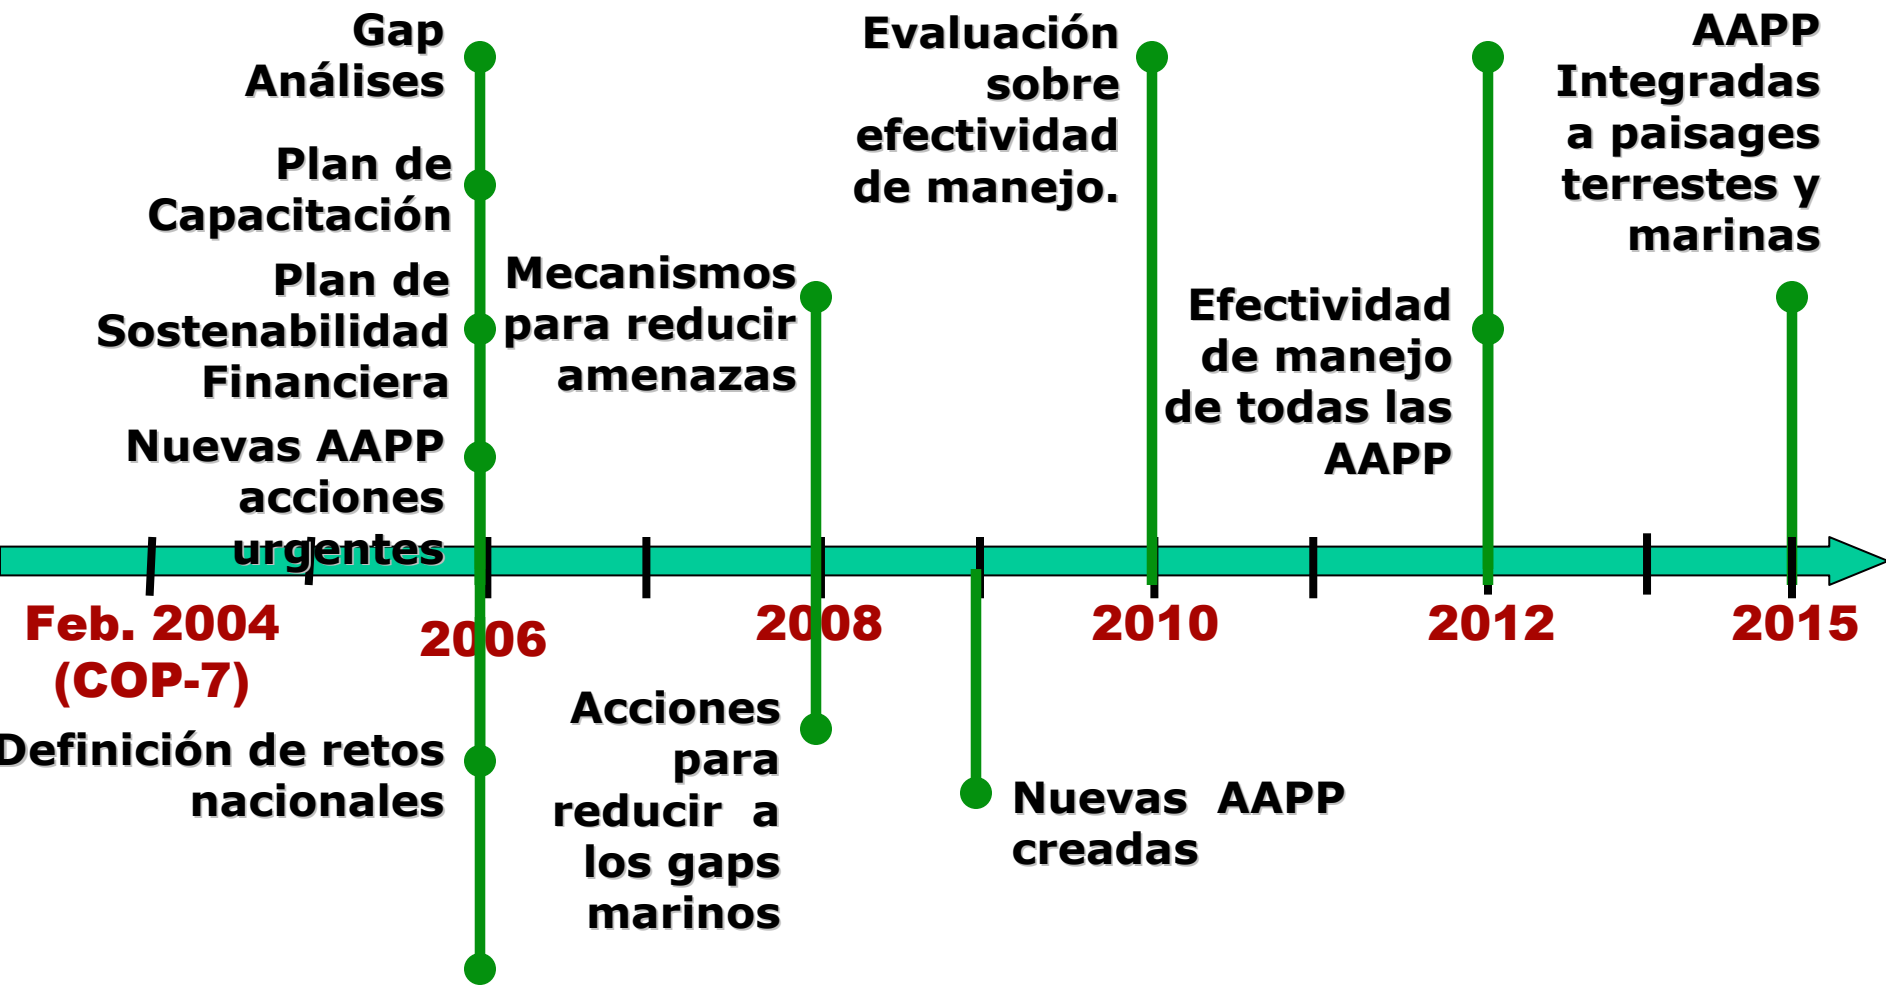 Gap
Análises
Plan de
Capacitación
Plan de
Sostenabilidad
Financiera
Nuevas AAPP
acciones
urgentes
Mecanismos
para reducir
amenazas
Evaluación
sobre
efectividad
de manejo.
Efectividad
de manejo
de todas las
AAPP
AAPP
Integradas
a paisages
terrestes y
marinas
Feb. 2004
(COP-7)
2006
2008
2010
2012
2015
Definición de retos
nacionales
Acciones
para
reducir  a
los gaps
marinos
Nuevas  AAPP
creadas